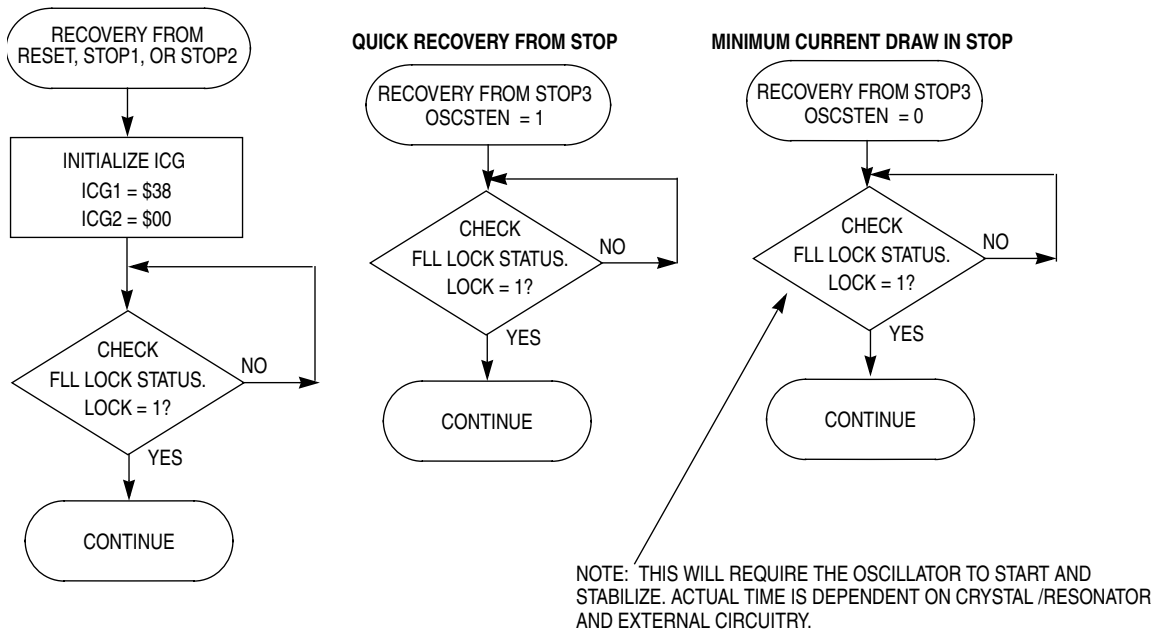 RECOVERY FROM
RESET, STOP1, OR STOP2
INITIALIZE ICG
ICG1 = $38
ICG2 = $00
CHECK
FLL LOCK STATUS.
LOCK = 1?
NO
YES
CONTINUE
QUICK RECOVERY FROM STOP
RECOVERY FROM STOP3
OSCSTEN = 1
CHECK
FLL LOCK STATUS.
LOCK = 1?
NO
YES
CONTINUE
MINIMUM CURRENT DRAW IN STOP
RECOVERY FROM STOP3
OSCSTEN = 0
CHECK
FLL LOCK STATUS.
LOCK = 1?
NO
YES
CONTINUE
NOTE: THIS WILL REQUIRE THE OSCILLATOR TO START AND
STABILIZE. ACTUAL TIME IS DEPENDENT ON CRYSTAL /RESONATOR
AND EXTERNAL CIRCUITRY.